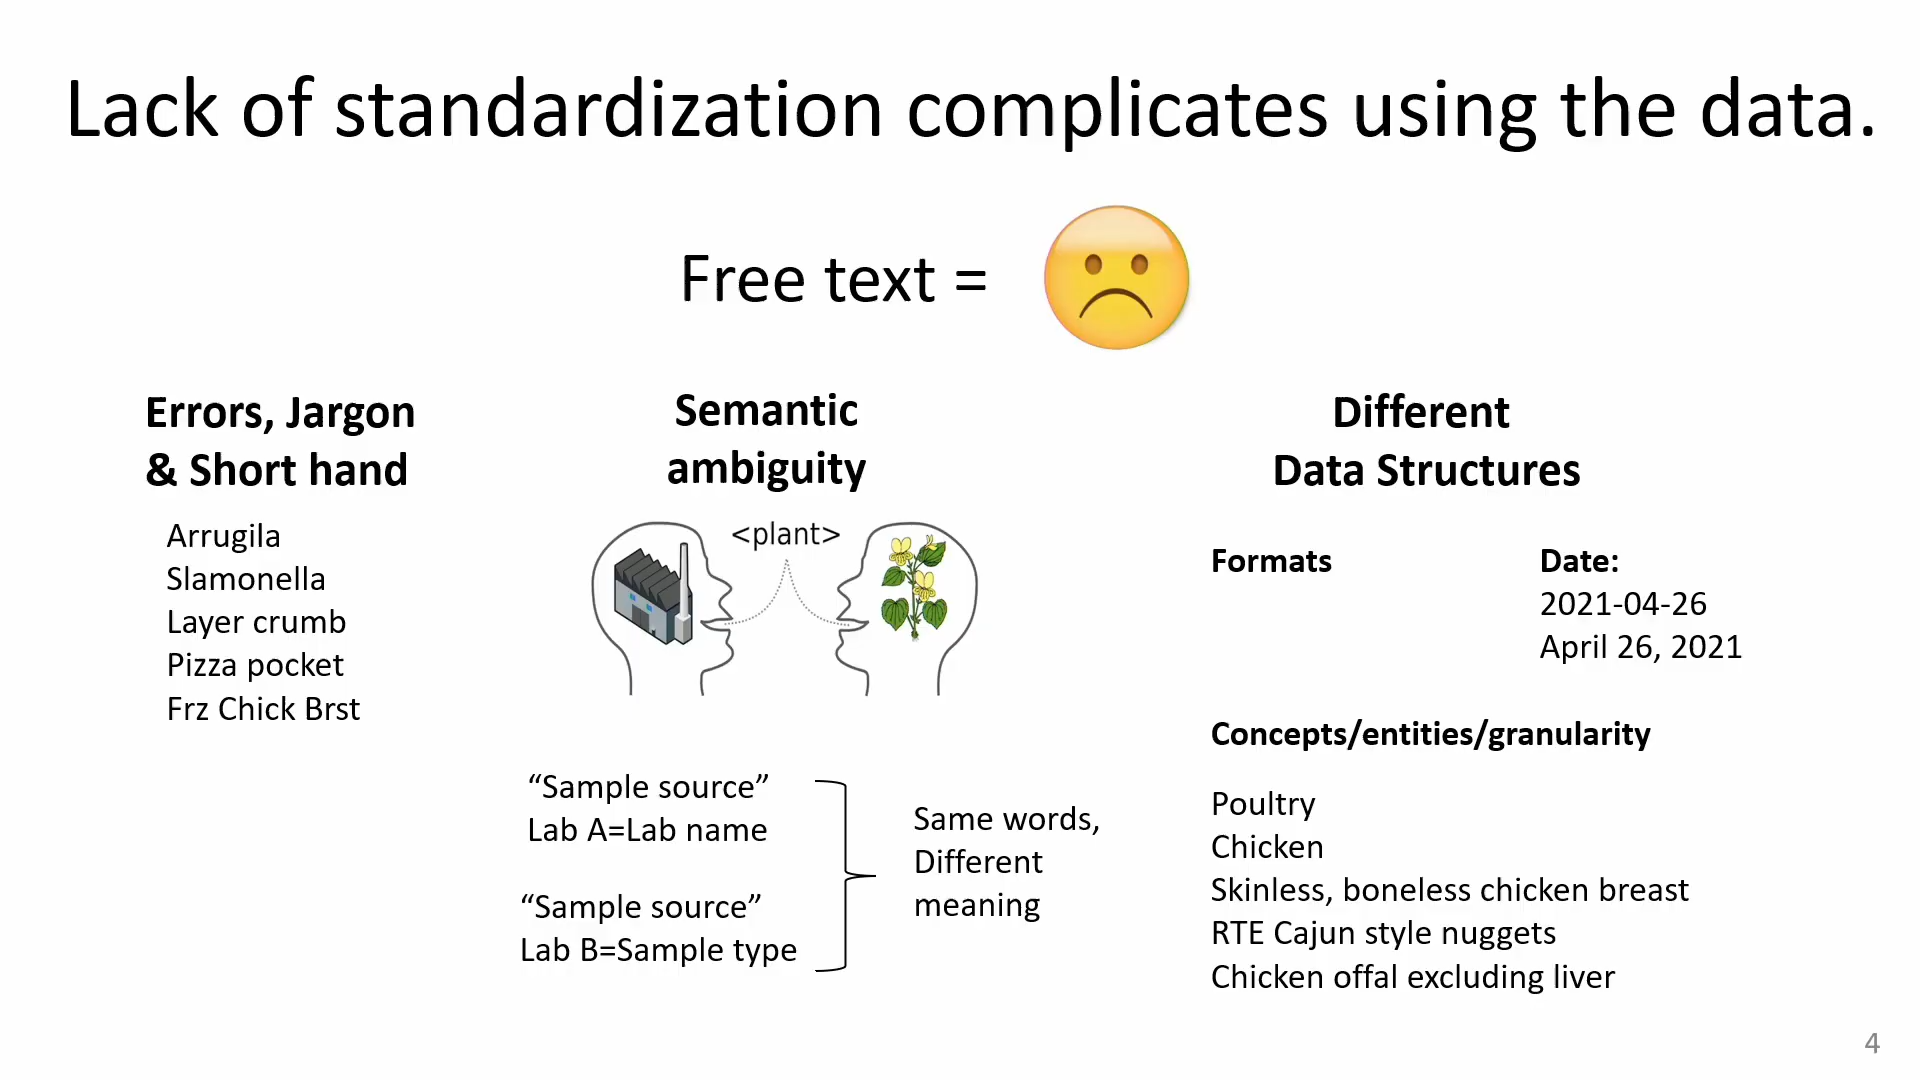 Lack of standardization complicates using the data.
Free text =
Errors, Jargon
& Short hand
Arrugila
Slamonella
Layer crumb
Pizza pocket
Frz Chick Brst
Semantic
ambiguity
<plant>
“Sample source”
Lab A=Lab name
“Sample source”
Lab B=Sample type
Same words,
Different
meaning
Different
Data Structures
Formats
Date:
2021-04-26
April 26, 2021
Concepts/entities/granularity
Poultry
Chicken
Skinless, boneless chicken breast
RTE Cajun style nuggets
Chicken offal excluding liver
4